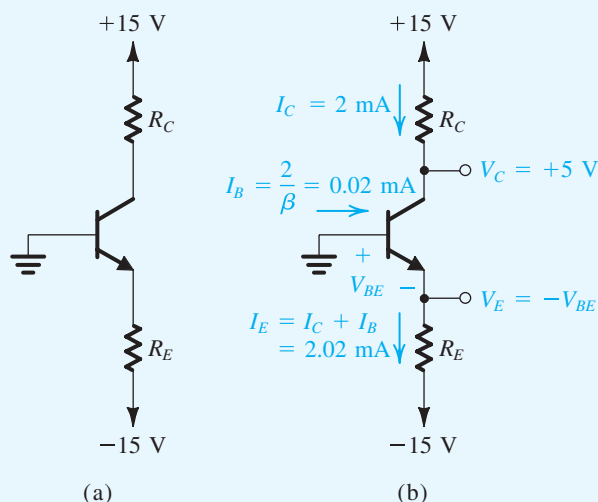 +15 V
R_C
R_E
−15 V
(a)
+15 V
I_C = 2 mA
R_C
V_C = +5 V
I_B = 2/β = 0.02 mA
+
V_BE −
V_E = −V_BE
I_E = I_C + I_B
= 2.02 mA
R_E
−15 V
(b)